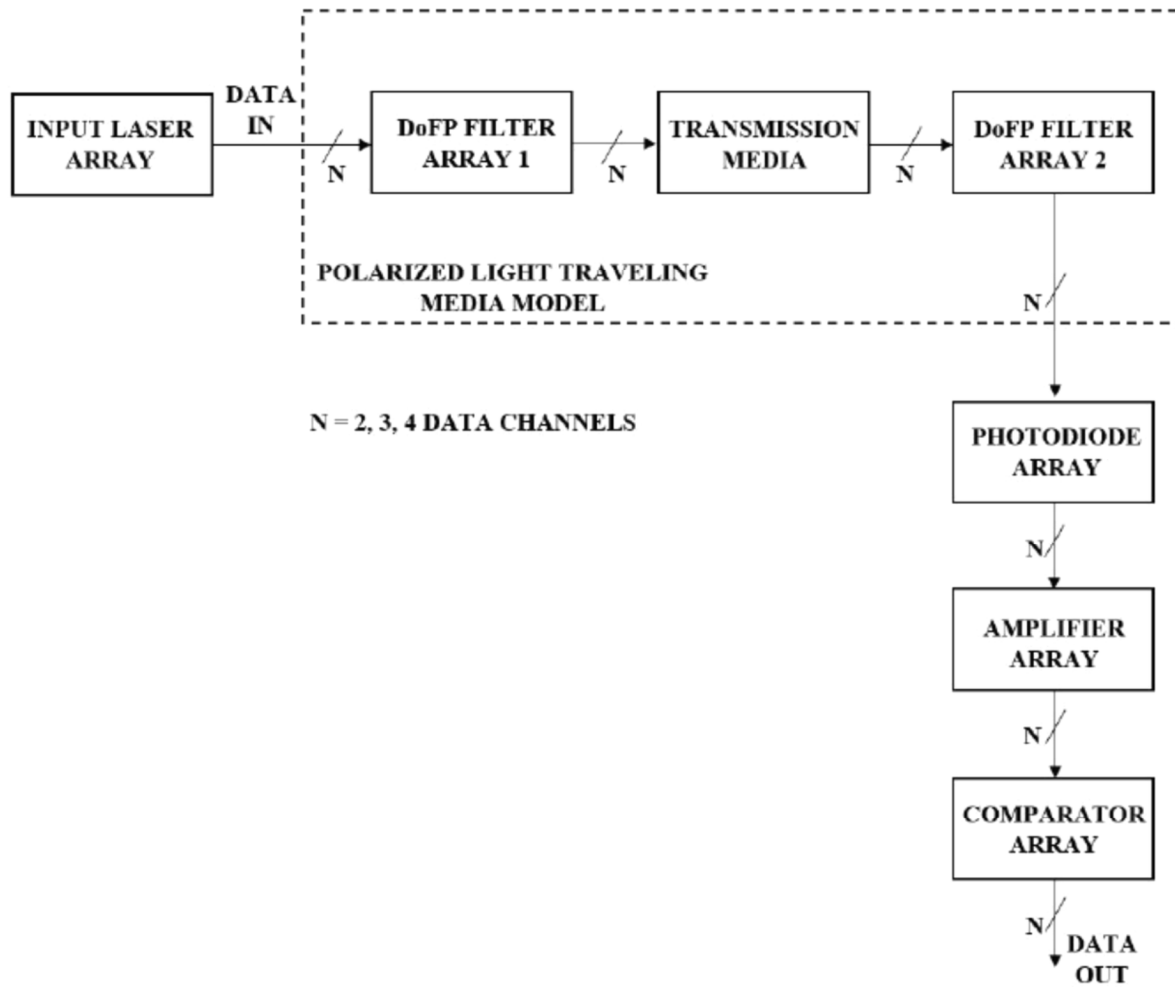 INPUT LASER
ARRAY
DATA
IN
N
DoFP FILTER
ARRAY 1
N
TRANSMISSION
MEDIA
N
DoFP FILTER
ARRAY 2
POLARIZED LIGHT TRAVELING
MEDIA MODEL
N
N = 2, 3, 4 DATA CHANNELS
PHOTODIODE
ARRAY
N
AMPLIFIER
ARRAY
N
COMPARATOR
ARRAY
N
DATA
OUT